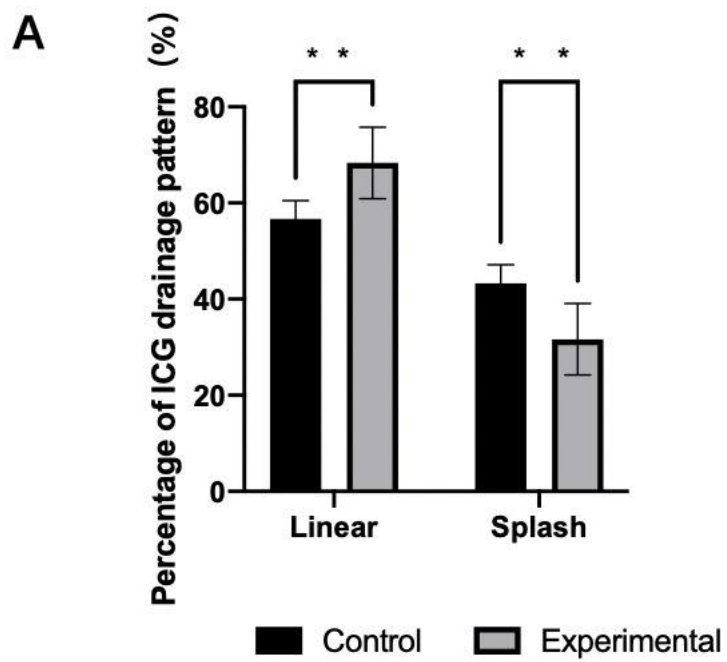 A
Percentage of ICG drainage pattern (%)
* *
* *
80
60
40
20
0
Linear
Splash
Control
Experimental